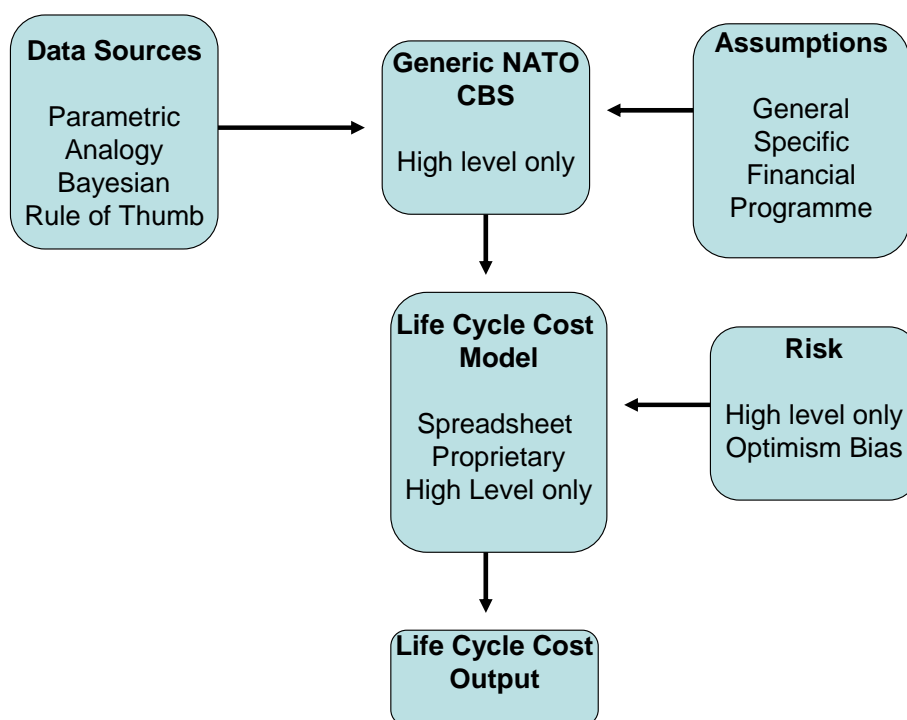 Data Sources
Parametric
Analogy
Bayesian
Rule of Thumb
Generic NATO
CBS
High level only
Assumptions
General
Specific
Financial
Programme
Life Cycle Cost
Model
Spreadsheet
Proprietary
High Level only
Risk
High level only
Optimism Bias
Life Cycle Cost
Output